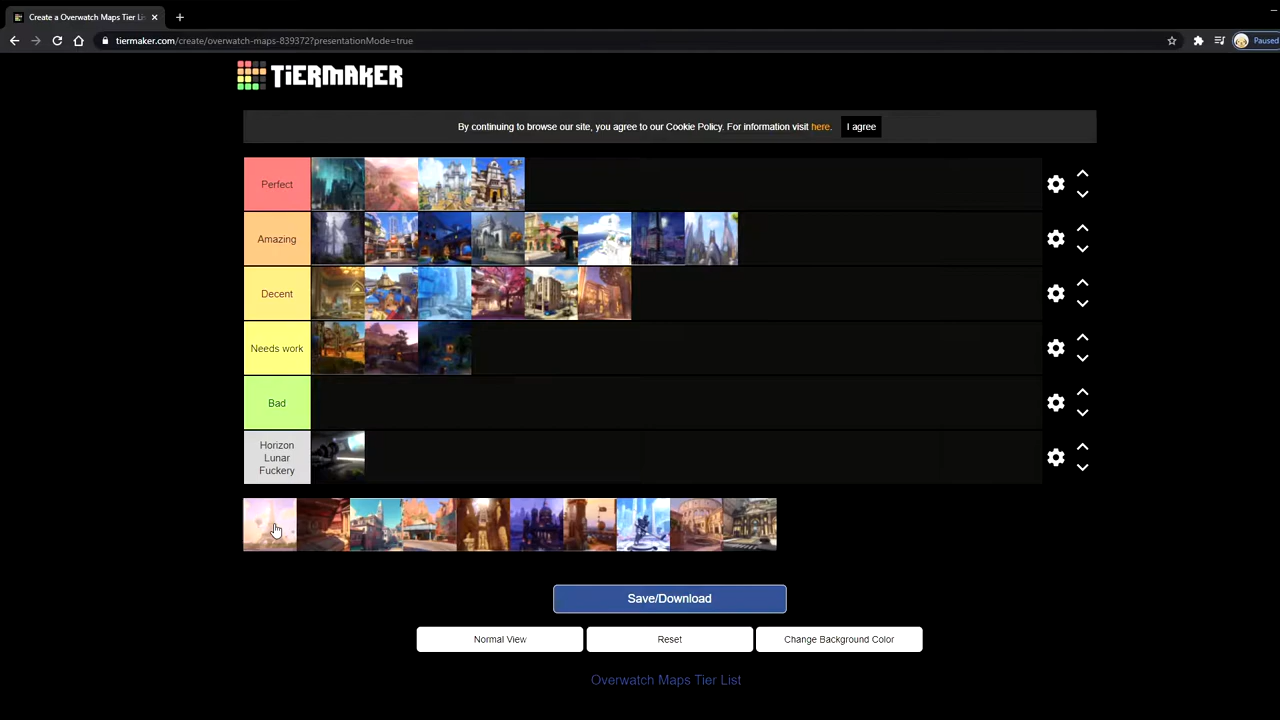 Create a Overwatch Maps Tier Li
tiermaker.com/create/overwatch-maps-839372?presentationMode=true
Paused
TiERMAKER
By continuing to browse our site, you agree to our Cookie Policy. For information visit here.
I agree
Perfect
Amazing
Decent
Needs work
Bad
Horizon
Lunar
Fuckery
Save/Download
Normal View
Reset
Change Background Color
Overwatch Maps Tier List